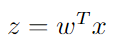 z = w^T x